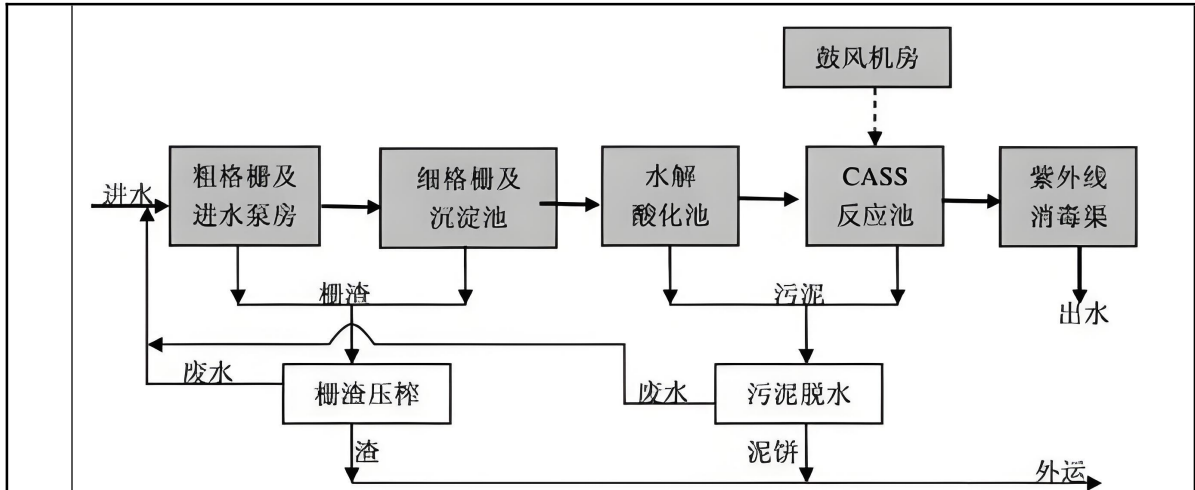 鼓风机房
进水
粗格栅及
进水泵房
细格栅及
沉淀池
水解
酸化池
CASS
反应池
紫外线
消毒渠
栅渣
污泥
出水
废水
栅渣压榨
废水
污泥脱水
渣
泥饼
外运